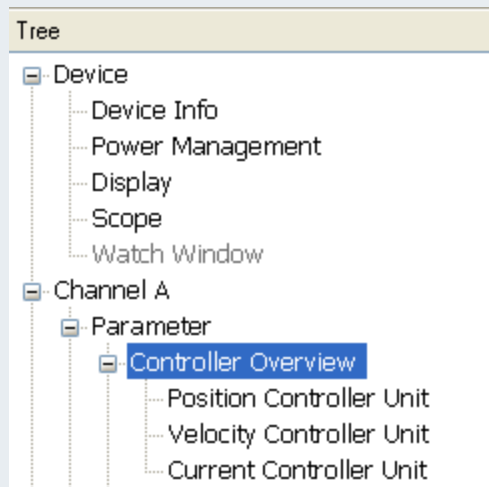 Tree
Device
Device Info
Power Management
Display
Scope
Watch Window
Channel A
Parameter
Controller Overview
Position Controller Unit
Velocity Controller Unit
Current Controller Unit